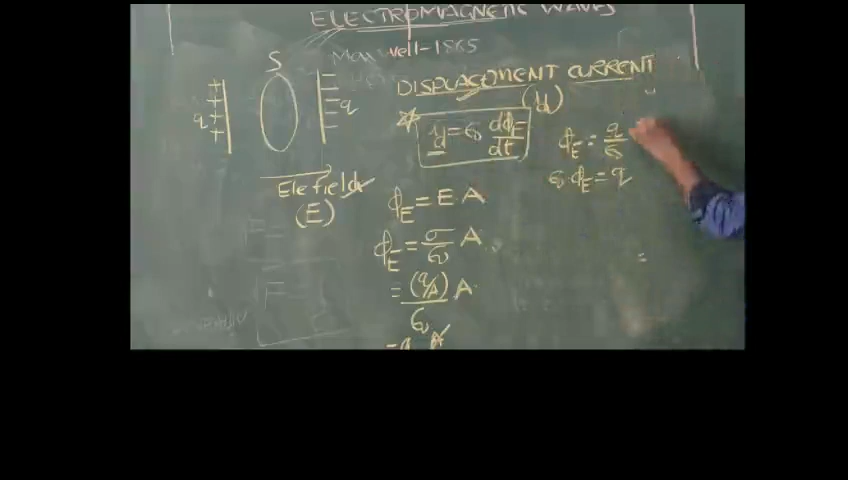 ELECTROMAGNETIC WAVES
Maxwell-1865
S
DISPLACEMENT CURRENT
(Id)
+ + + +
q
q
Id = ε₀ dϕE/dt
ϕE = q/ε₀
ε₀ ϕE = q
Ele field
(E)
ϕE = E A
ϕE = σ/ε₀ A
= (q/A) A / ε₀
=